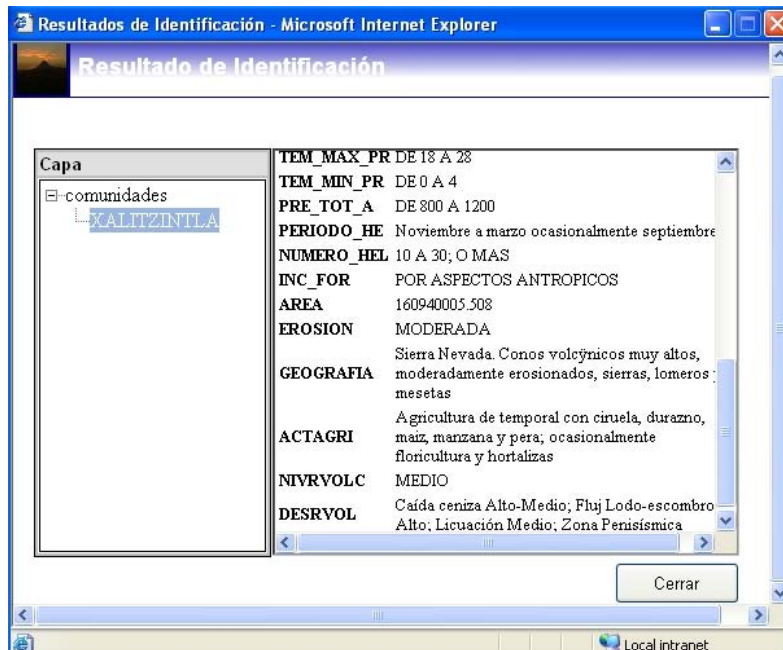 Resultados de Identificación - Microsoft Internet Explorer
Resultado de Identificación
Capa
comunidades
XALITZINTLA
TEM_MAX_PR DE 18 A 28
TEM_MIN_PR DE 0 A 4
PRE_TOT_A DE 800 A 1200
PERIODO_HE Noviembre a marzo ocasionalmente septiembre
NUMERO_HEL 10 A 30; O MAS
INC_FOR POR ASPECTOS ANTROPICOS
AREA 160940005.508
EROSION MODERADA
GEOGRAFIA Sierra Nevada. Conos volcÿnicos muy altos,
moderadamente erosionados, sierras, lomeros
mesetas
ACTAGRI Agricultura de temporal con ciruela, durazno,
maiz, manzana y pera; ocasionalmente
floricultura y hortalizas
NIVRVOLC MEDIO
DESRVOL Caída ceniza Alto-Medio; Fluj Lodo-escombro
Alto; Licuación Medio; Zona Penisísmica
Cerrar
Local intranet